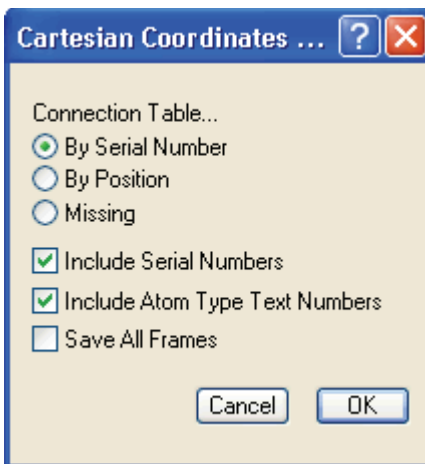 Cartesian Coordinates ... ?
Connection Table...
By Serial Number
By Position
Missing
Include Serial Numbers
Include Atom Type Text Numbers
Save All Frames
Cancel OK